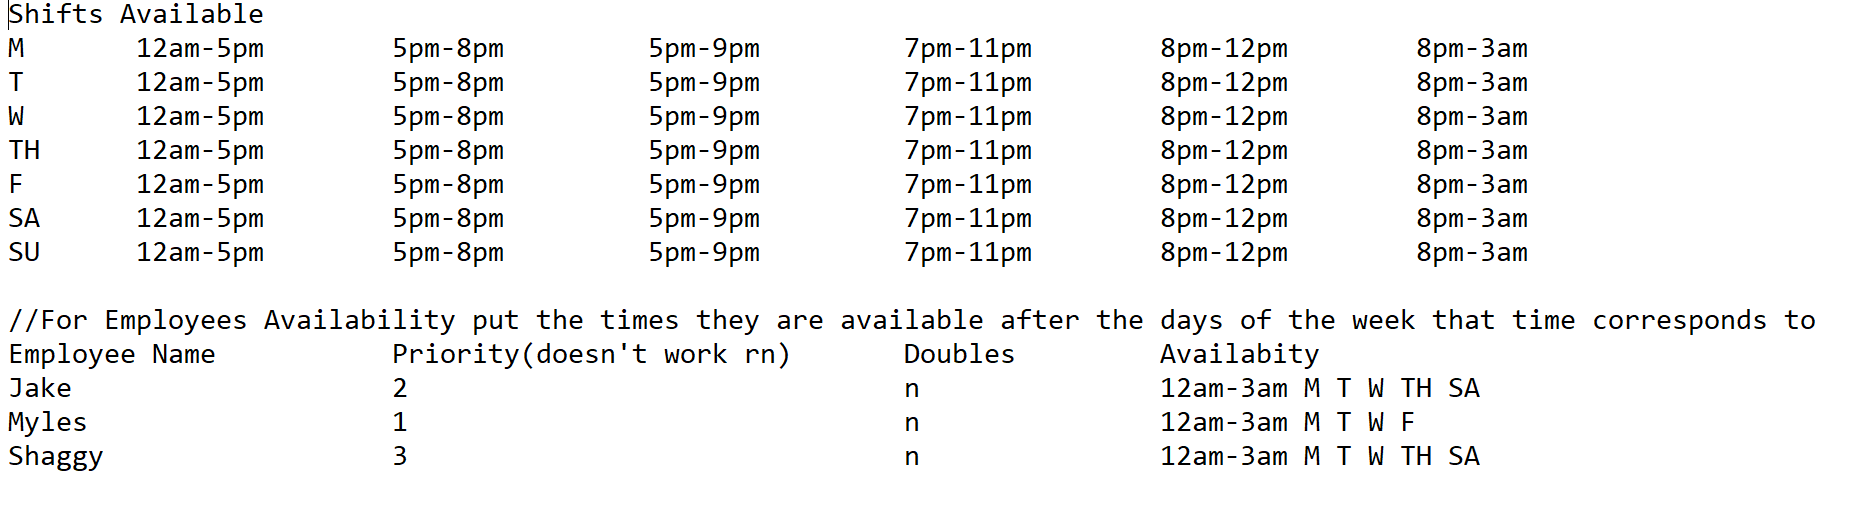 Shifts Available
M 12am-5pm 5pm-8pm 5pm-9pm 7pm-11pm 8pm-12pm 8pm-3am
T 12am-5pm 5pm-8pm 5pm-9pm 7pm-11pm 8pm-12pm 8pm-3am
W 12am-5pm 5pm-8pm 5pm-9pm 7pm-11pm 8pm-12pm 8pm-3am
TH 12am-5pm 5pm-8pm 5pm-9pm 7pm-11pm 8pm-12pm 8pm-3am
F 12am-5pm 5pm-8pm 5pm-9pm 7pm-11pm 8pm-12pm 8pm-3am
SA 12am-5pm 5pm-8pm 5pm-9pm 7pm-11pm 8pm-12pm 8pm-3am
SU 12am-5pm 5pm-8pm 5pm-9pm 7pm-11pm 8pm-12pm 8pm-3am
//For Employees Availability put the times they are available after the days of the week that time corresponds to
Employee Name Priority(doesn't work rn) Doubles Availabity
Jake 2 n 12am-3am M T W TH SA
Myles 1 n 12am-3am M T W F
Shaggy 3 n 12am-3am M T W TH SA